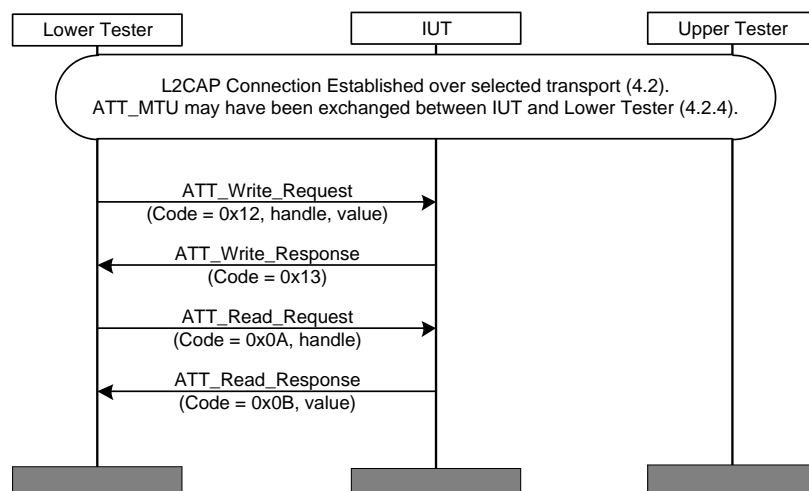 Lower Tester
IUT
Upper Tester
L2CAP Connection Established over selected transport (4.2).
ATT_MTU may have been exchanged between IUT and Lower Tester (4.2.4).
ATT_Write_Request
(Code = 0x12, handle, value)
ATT_Write_Response
(Code = 0x13)
ATT_Read_Request
(Code = 0x0A, handle)
ATT_Read_Response
(Code = 0x0B, value)